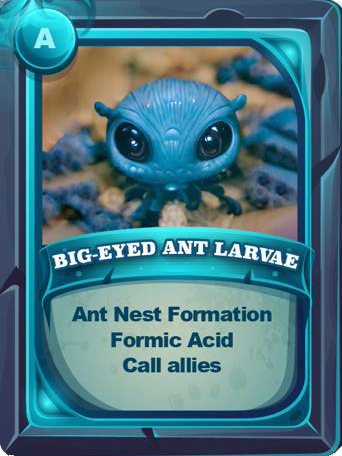 A
BIG-EYED ANT LARVAE
Ant Nest Formation
Formic Acid
Call allies